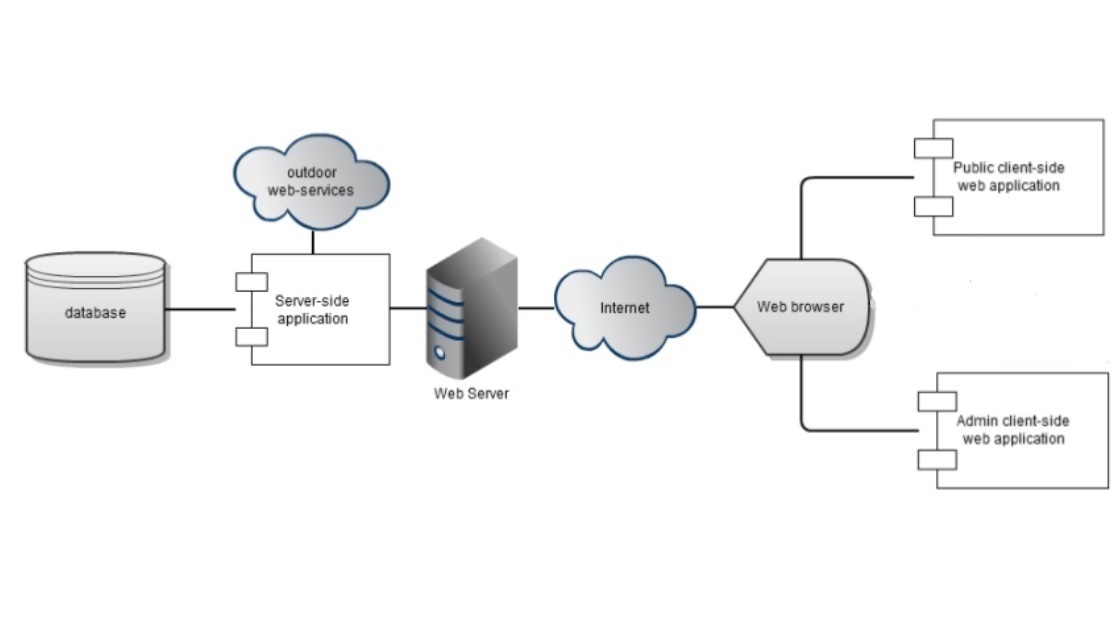 outdoor
web-services
database
Server-side
application
Web Server
Internet
Web browser
Public client-side
web application
Admin client-side
web application